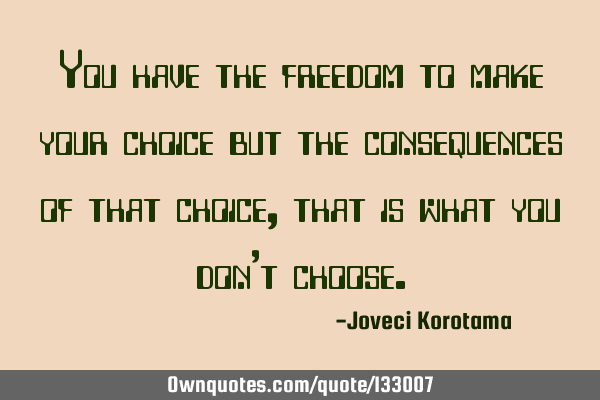 You have the freedom to make
your choice but the consequences
of that choice, that is what you
don't choose.
-Joveci Korotama
Ownquotes.com/quote/133007